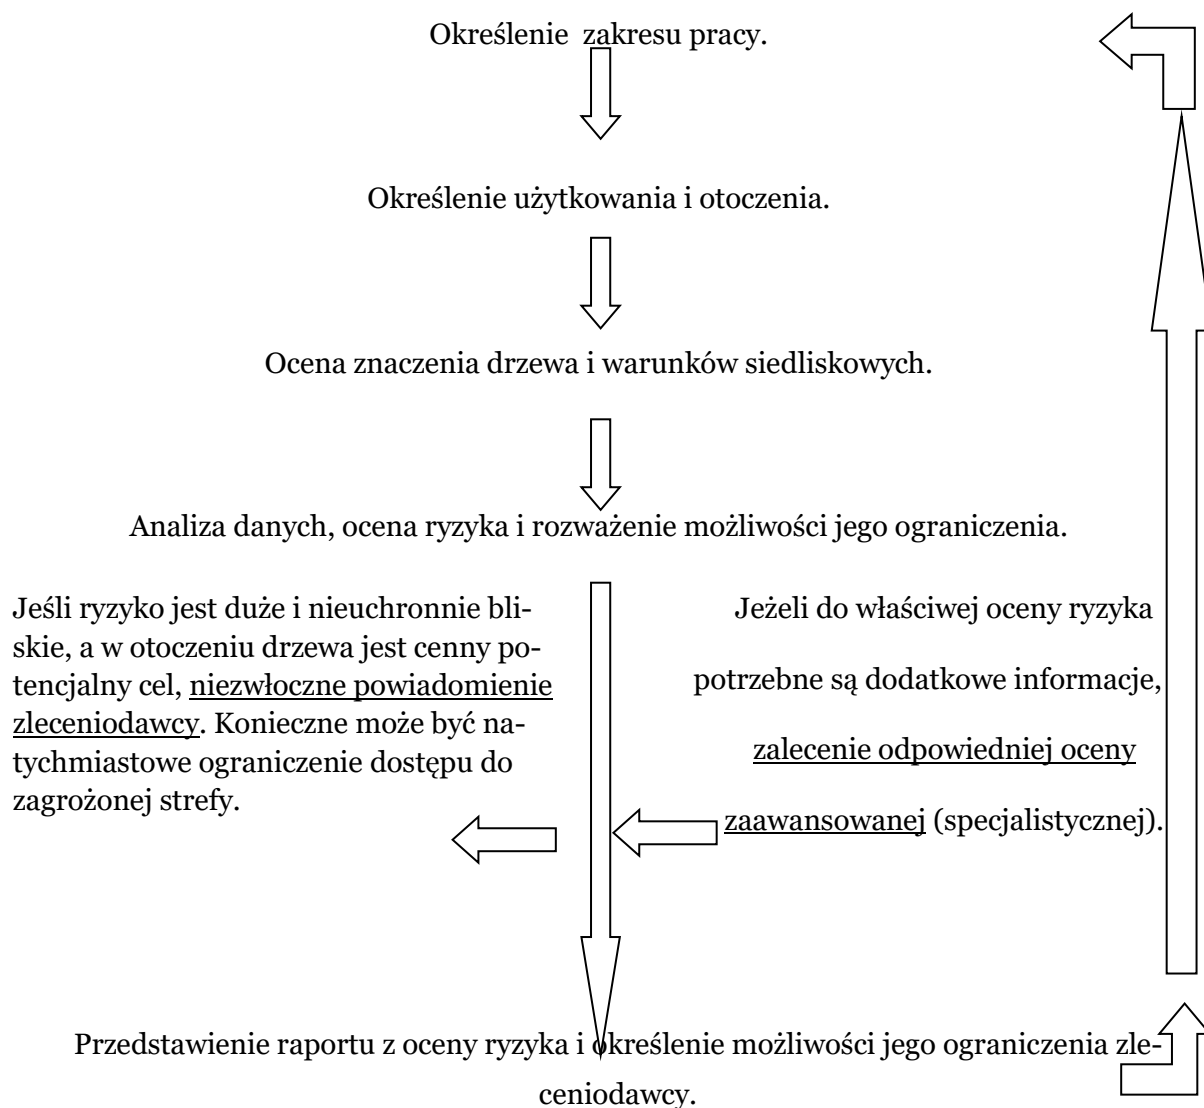 Określenie zakresu pracy.
Określenie użytkowania i otoczenia.
Ocena znaczenia drzewa i warunków siedliskowych.
Analiza danych, ocena ryzyka i rozważenie możliwości jego ograniczenia.
Jeśli ryzyko jest duże i nieuchronnie bli-
skie, a w otoczeniu drzewa jest cenny po-
tencjalny cel, niezwłoczne powiadomienie
zleceniodawcy. Konieczne może być na-
tychmiastowe ograniczenie dostępu do
zagrożonej strefy.
Jeżeli do właściwej oceny ryzyka
potrzebne są dodatkowe informacje,
zalecenie odpowiedniej oceny
zaawansowanej (specjalistycznej).
Przedstawienie raportu z oceny ryzyka i określenie możliwości jego ograniczenia zle-
ceniodawcy.